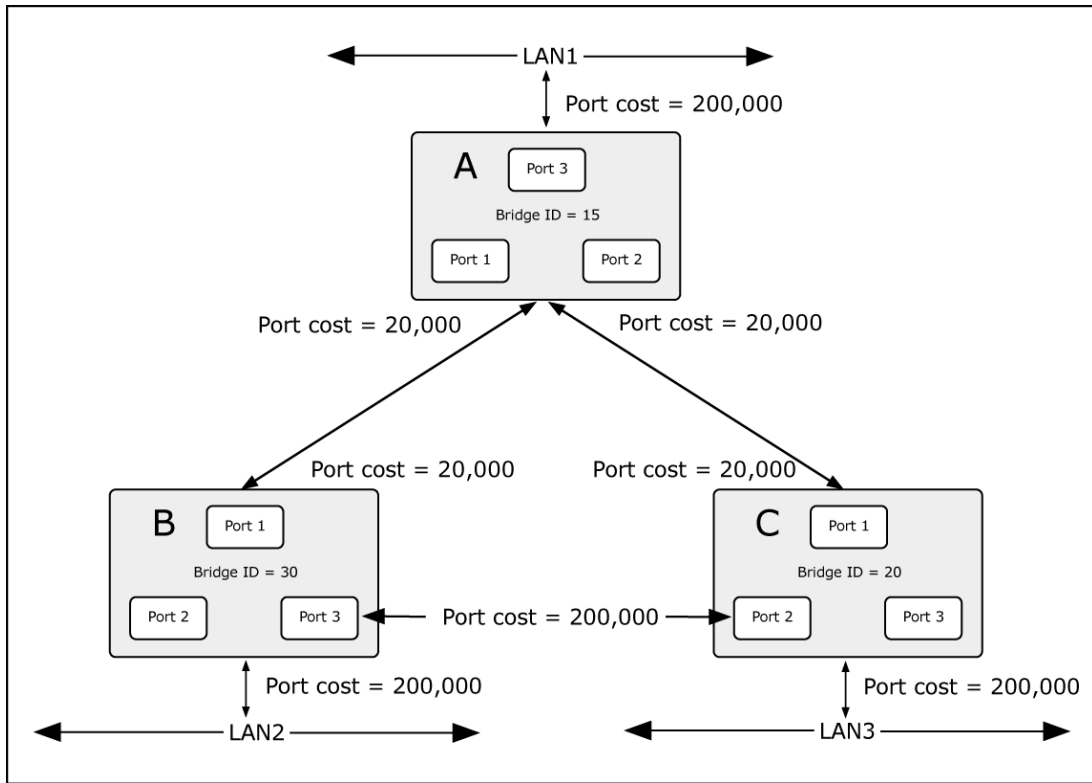 LAN1
Port cost = 200,000
A
Port 3
Bridge ID = 15
Port 1
Port 2
Port cost = 20,000
Port cost = 20,000
Port cost = 20,000
Port cost = 20,000
B
Port 1
Bridge ID = 30
Port 2
Port 3
C
Port 1
Bridge ID = 20
Port 2
Port 3
Port cost = 200,000
Port cost = 200,000
LAN2
Port cost = 200,000
LAN3